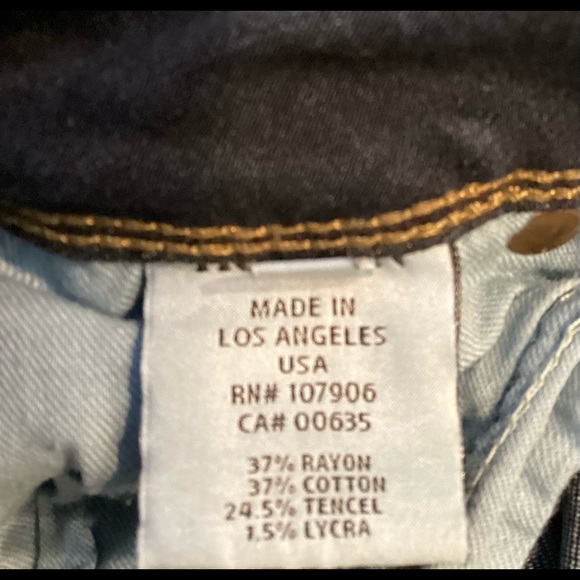 MADE IN
LOS ANGELES
USA
RN# 107906
CA# 00635
37% RAYON
37% COTTON
24.5% TENCEL
1.5% LYCRA